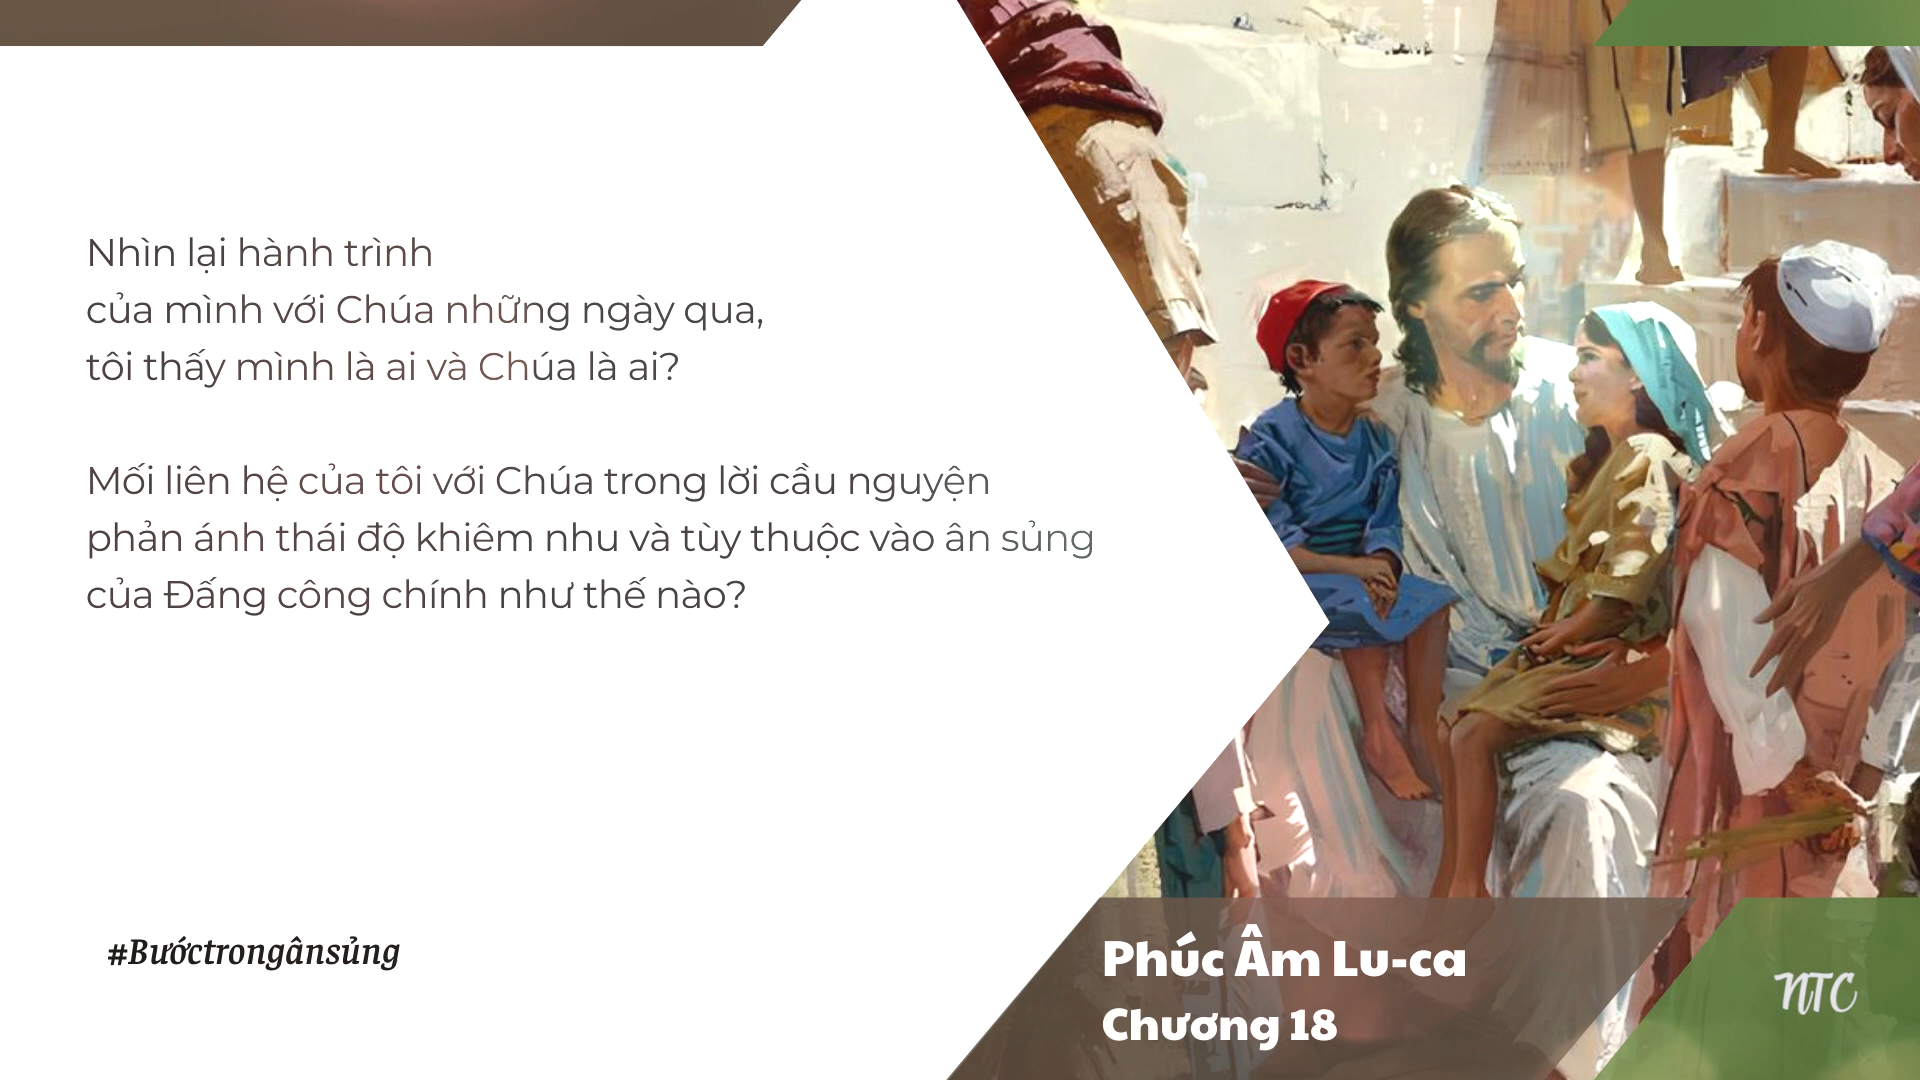 Nhìn lại hành trình
của mình với Chúa những ngày qua,
tôi thấy mình là ai và Chúa là ai?
Mối liên hệ của tôi với Chúa trong lời cầu nguyện
phản ánh thái độ khiêm nhu và tùy thuộc vào ân sủng
của Đấng công chính như thế nào?
#Bướctrongânsủng
Phúc Âm Lu-ca
Chương 18
NTC